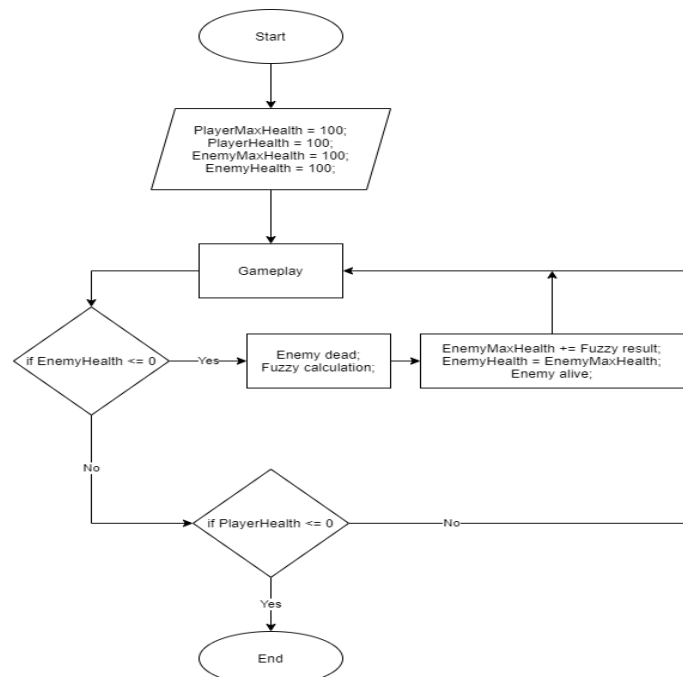 Start
PlayerMaxHealth = 100;
PlayerHealth = 100;
EnemyMaxHealth = 100;
EnemyHealth = 100;
Gameplay
if EnemyHealth <= 0
Yes
Enemy dead;
Fuzzy calculation;
EnemyMaxHealth += Fuzzy result;
EnemyHealth = EnemyMaxHealth;
Enemy alive;
No
if PlayerHealth <= 0
No
Yes
End